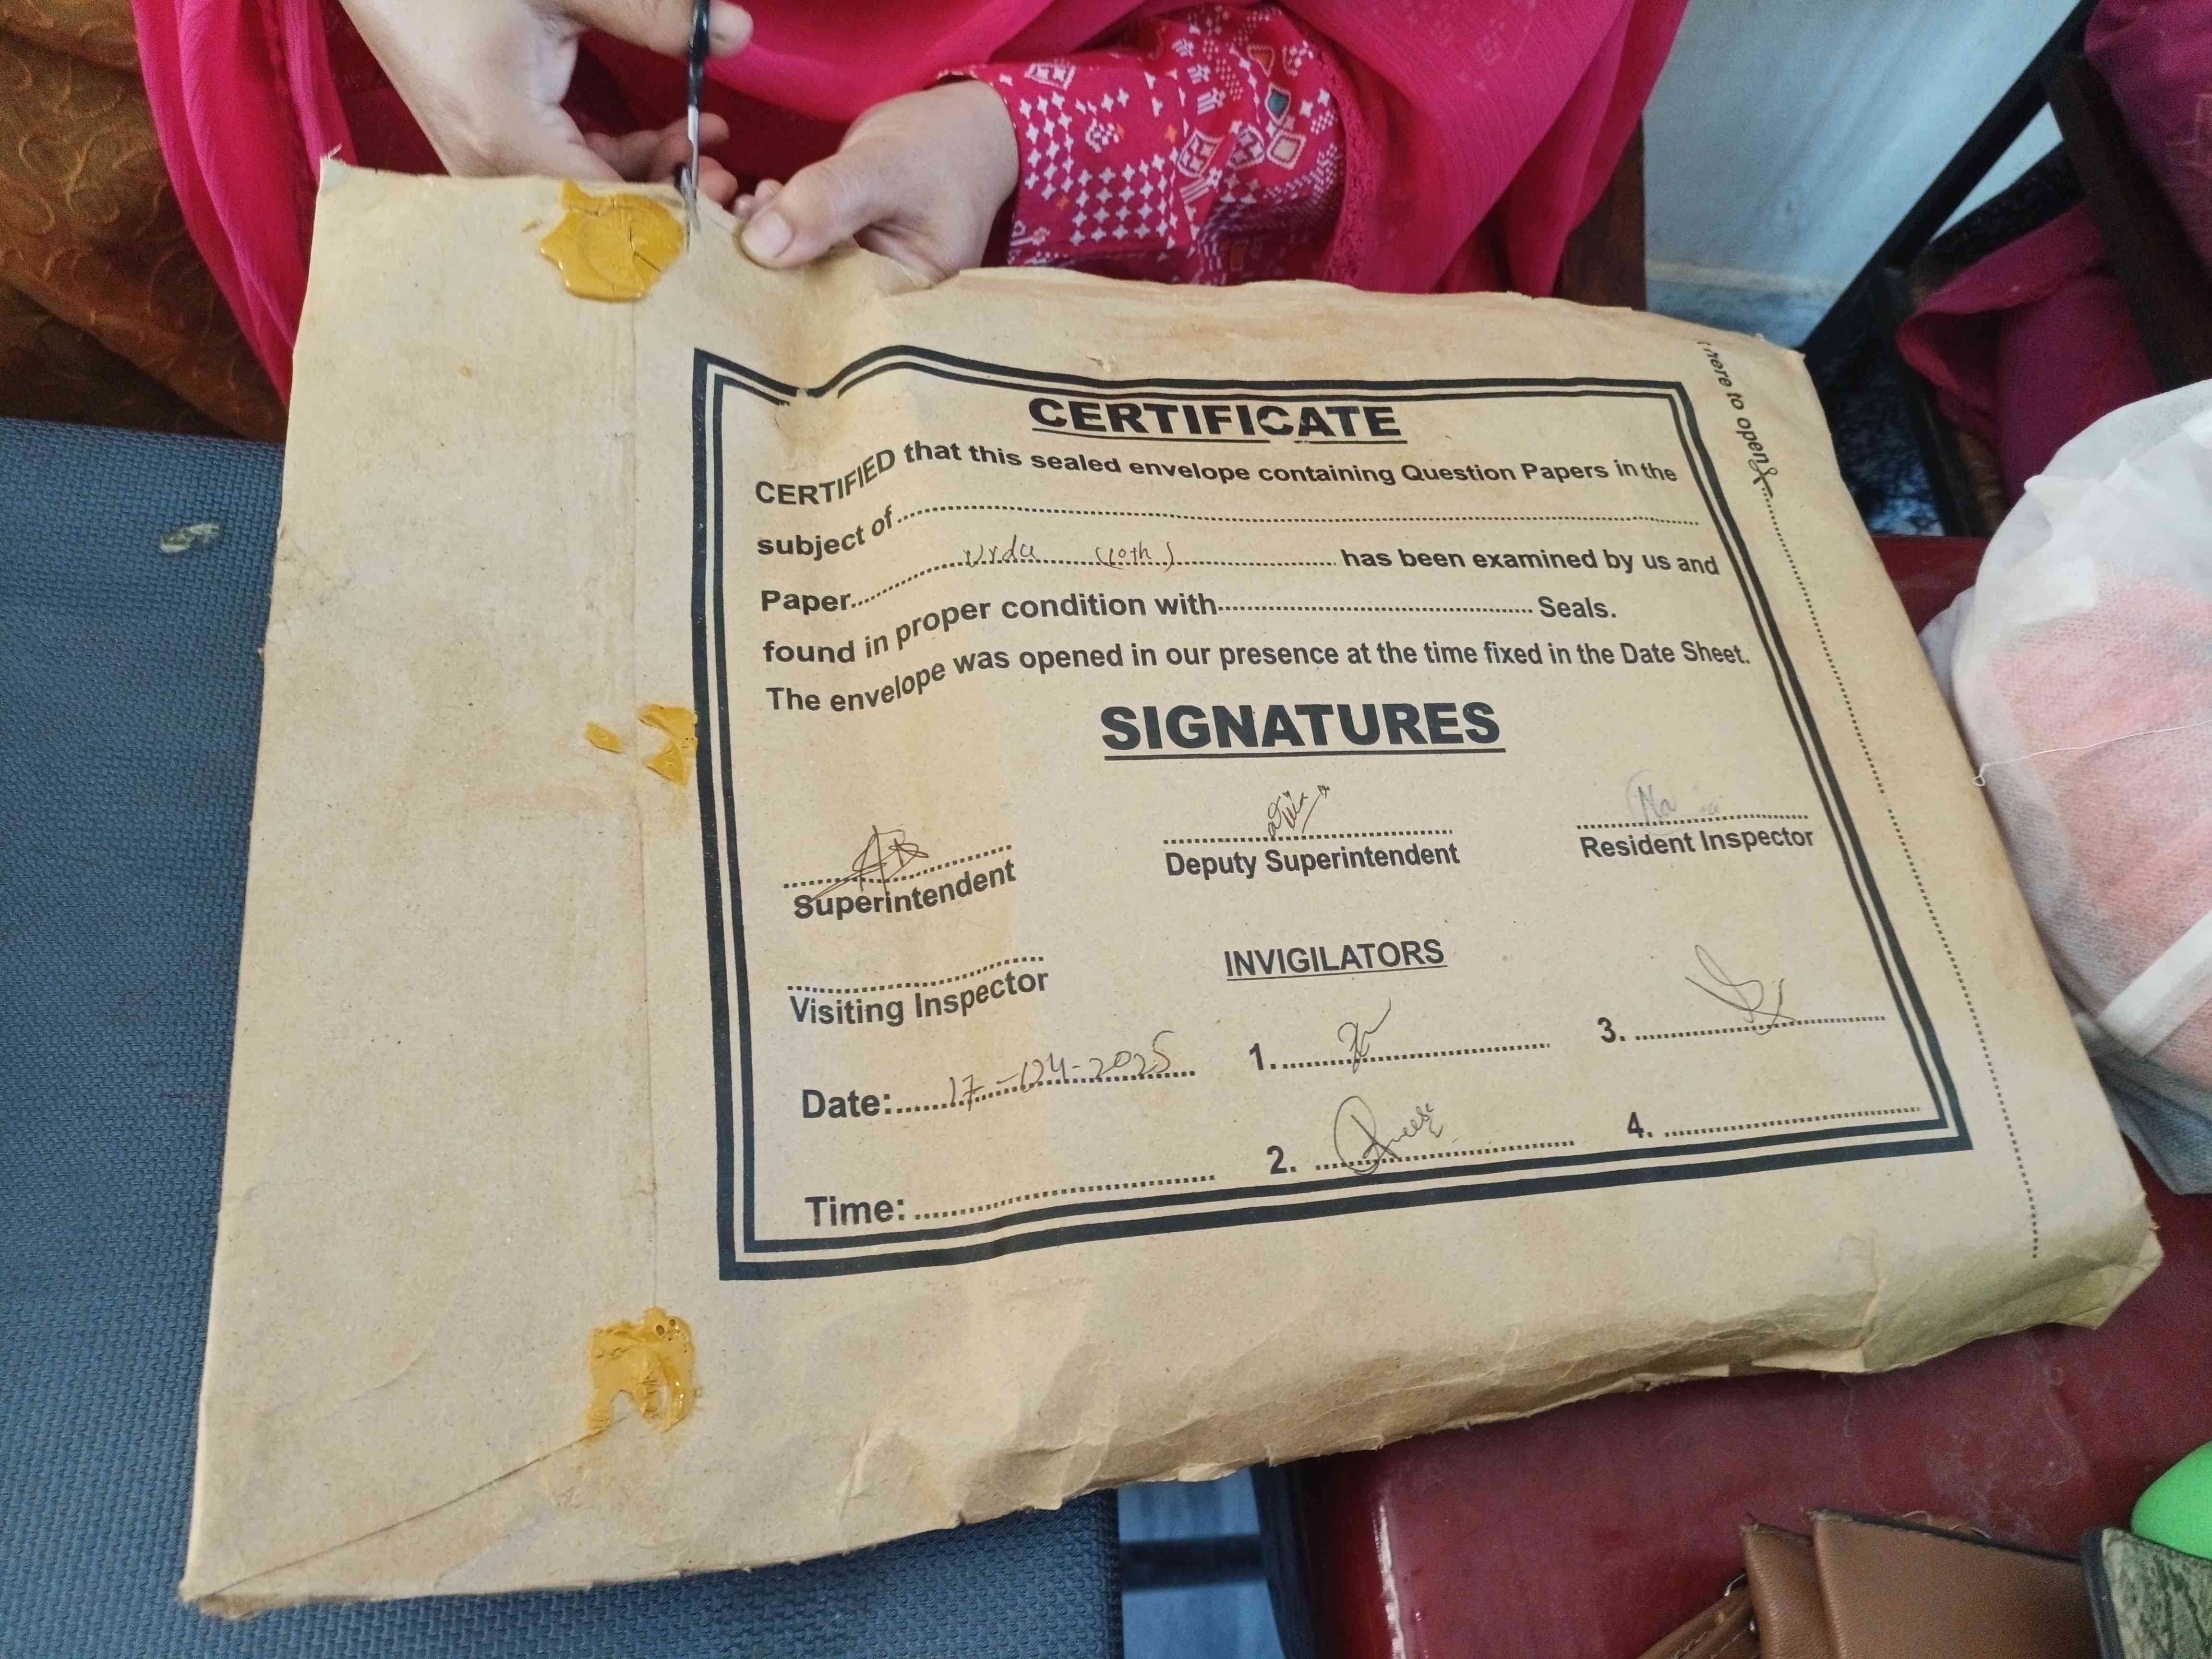 CERTIFICATE
CERTIFIED that this sealed envelope containing Question Papers in the
subject of
Paper Urdu (10th) has been examined by us and
found in proper condition with Seals.
The envelope was opened in our presence at the time fixed in the Date Sheet.
SIGNATURES
Superintendent
Deputy Superintendent
Resident Inspector
Visiting Inspector
INVIGILATORS
Date: 17-04-2025
1.
3.
Time:
2.
4.
here to open